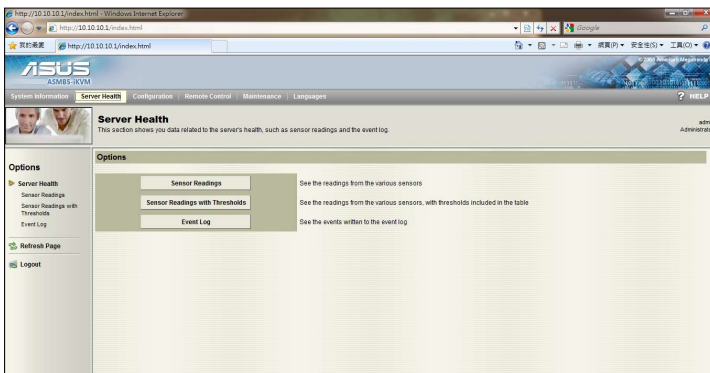 http://10.10.10.1/index.html - Windows Internet Explorer
http://10.10.10.1/index.html
Google
我的最愛
http://10.10.10.1/index.html
網頁(P)
安全性(S)
工具(O)
ASUS
ASMB5-iKVM
System Information | Server Health | Configuration | Remote Control | Maintenance | Languages
? HELP
Server Health
This section shows you data related to the server's health, such as sensor readings and the event log.
Options
Server Health
Sensor Readings
Sensor Readings with
Thresholds
Event Log
Refresh Page
Logout
Options
Sensor Readings
See the readings from the various sensors
Sensor Readings with Thresholds
See the readings from the various sensors, with thresholds included in the table
Event Log
See the events written to the event log